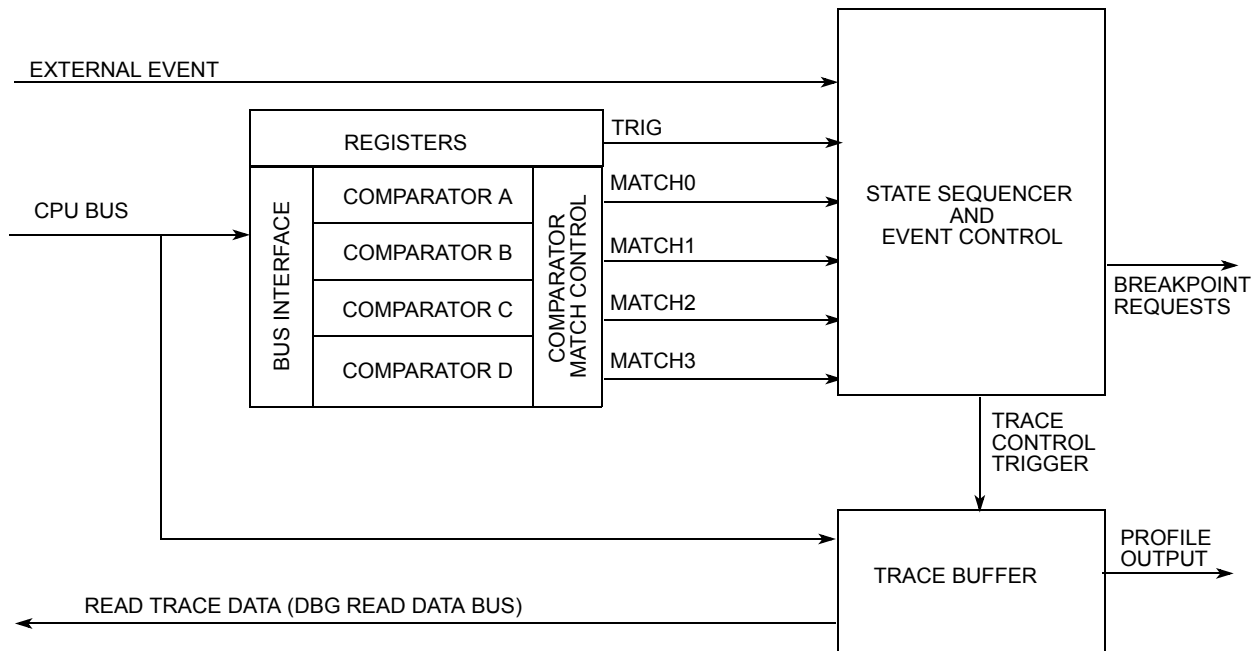 EXTERNAL EVENT
REGISTERS
TRIG
CPU BUS
BUS INTERFACE
COMPARATOR A
COMPARATOR B
COMPARATOR C
COMPARATOR D
COMPARATOR
MATCH CONTROL
MATCH0
MATCH1
MATCH2
MATCH3
STATE SEQUENCER
AND
EVENT CONTROL
BREAKPOINT
REQUESTS
TRACE
CONTROL
TRIGGER
TRACE BUFFER
PROFILE
OUTPUT
READ TRACE DATA (DBG READ DATA BUS)